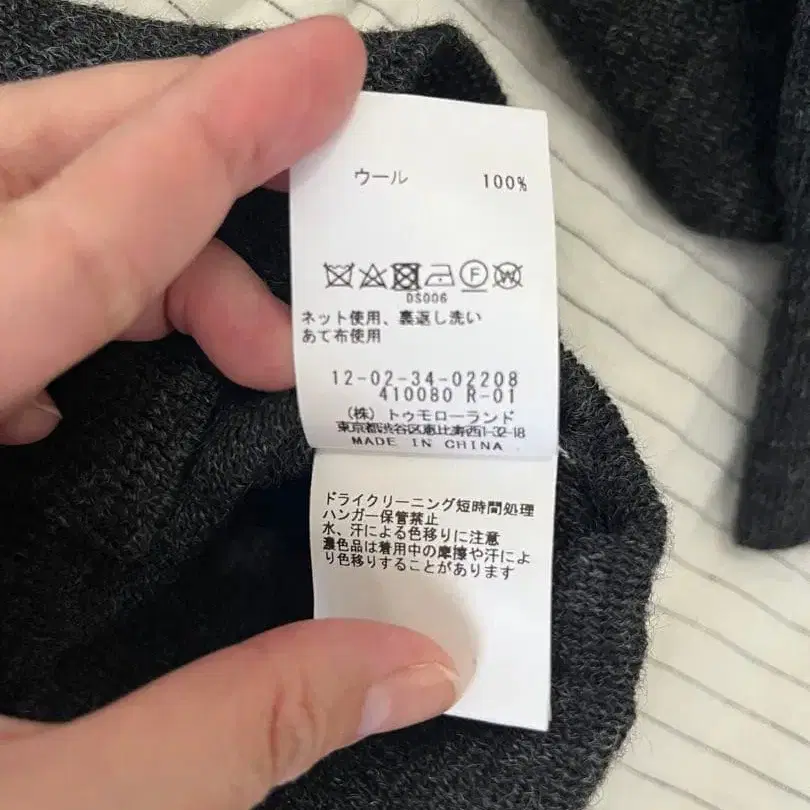 ウール 100%
F W
DS006
ネット使用、裏返し洗い
あて布使用
12-02-34-02208
410080 R-01
(株) トゥモローランド
東京都渋谷区恵比寿西1-32-18
MADE IN CHINA
ドライクリーニング短時間処理
ハンガー保管禁止
水、汗による色移りに注意
濃色品は着用中の摩擦や汗によ
り色移りすることがあります